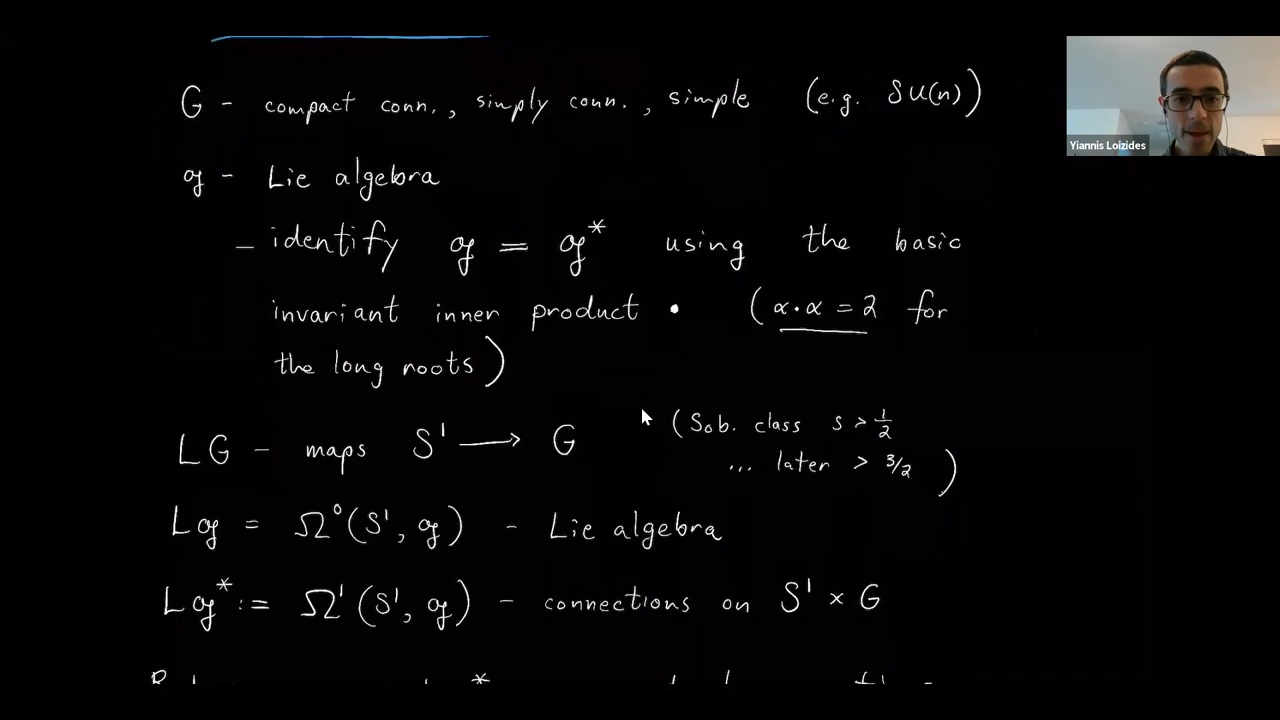 G - compact conn., simply conn., simple (e.g. SU(n))
Yiannis Loizides
𝔤 - Lie algebra
- identify 𝔤 = 𝔤* using the basic
invariant inner product • (α·α = 2 for
the long roots)
LG - maps S¹ → G (Sob. class s > 1/2
... later > 3/2)
L𝔤 = Ω⁰(S¹, 𝔤) - Lie algebra
L𝔤* := Ω¹(S¹, 𝔤) - connections on S¹ × G